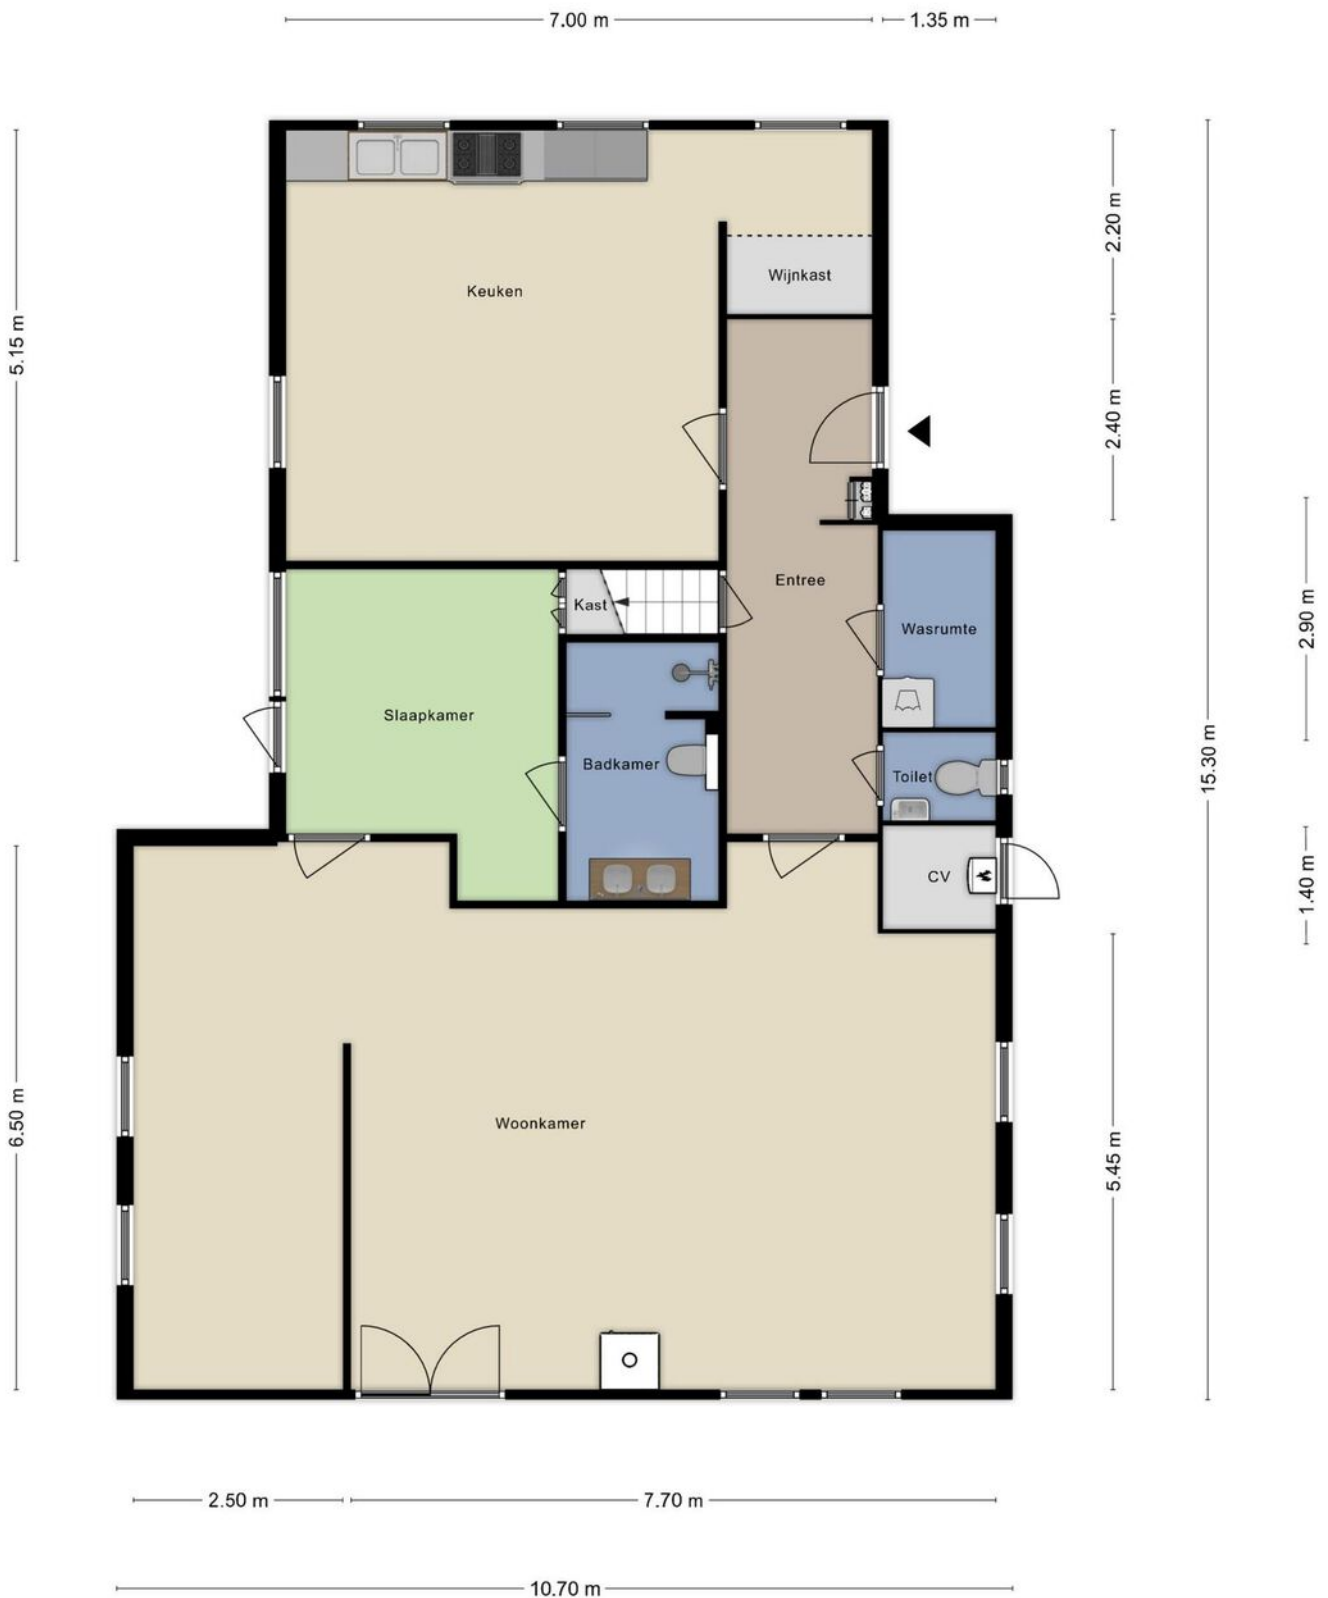 7.00 m
1.35 m
2.20 m
Wijnkast
Keuken
5.15 m
2.40 m
Entree
Kast
2.90 m
Wasrumte
Slaapkamer
15.30 m
Badkamer
Toilet
CV
1.40 m
6.50 m
Woonkamer
5.45 m
2.50 m
7.70 m
10.70 m